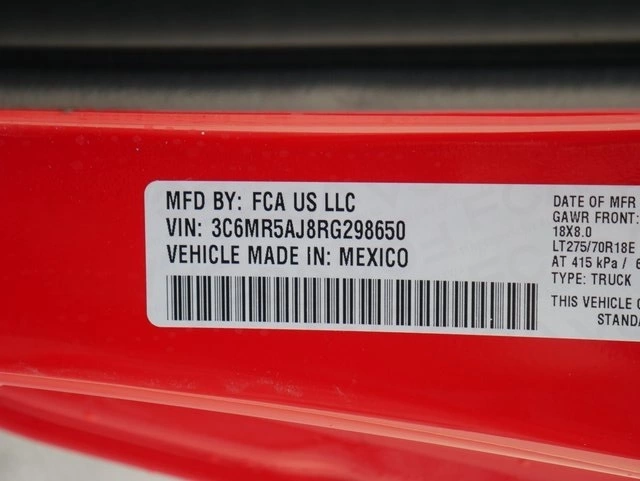 MFD BY: FCA US LLC
VIN: 3C6MR5AJ8RG298650
VEHICLE MADE IN: MEXICO
DATE OF MFR
GAWR FRONT:
18X8.0
LT275/70R18E
AT 415 kPa /
TYPE: TRUCK
THIS VEHICLE